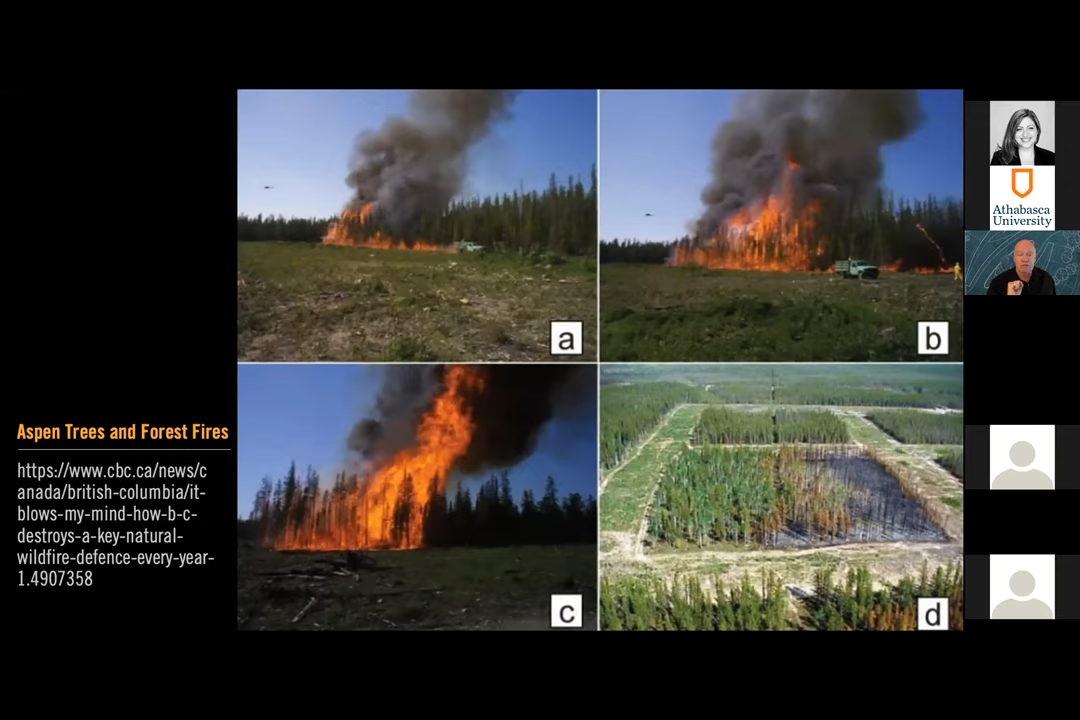 a
b
c
d
Aspen Trees and Forest Fires
https://www.cbc.ca/news/c
anada/british-columbia/it-
blows-my-mind-how-b-c-
destroys-a-key-natural-
wildfire-defence-every-year-
1.4907358
Athabasca
University